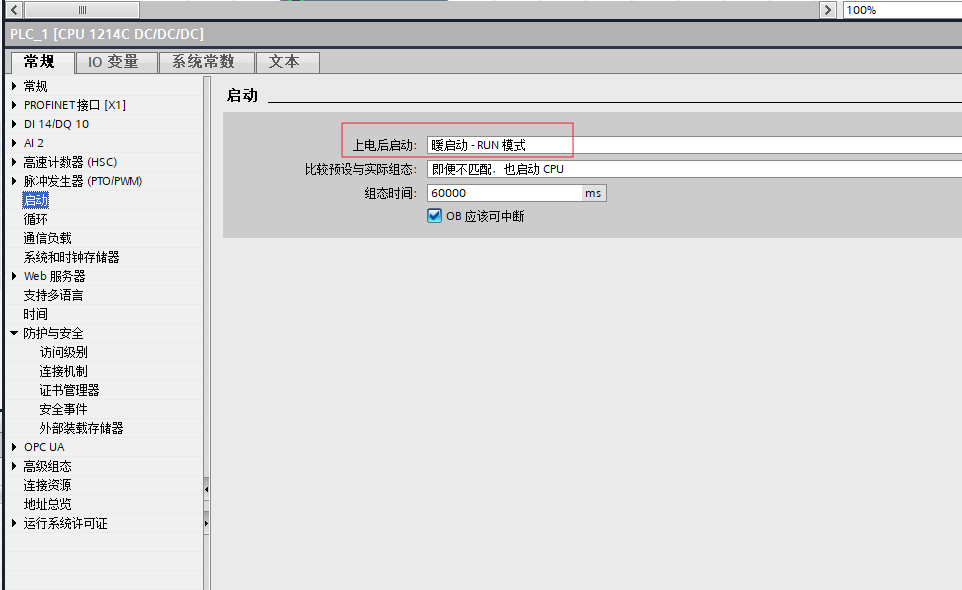 100%
PLC_1 [CPU 1214C DC/DC/DC]
常规 IO 变量 系统常数 文本
常规
PROFINET 接口 [X1]
DI 14/DQ 10
AI 2
高速计数器 (HSC)
脉冲发生器 (PTO/PWM)
启动
循环
通信负载
系统和时钟存储器
Web 服务器
支持多语言
时间
防护与安全
访问级别
连接机制
证书管理器
安全事件
外部装载存储器
OPC UA
高级组态
连接资源
地址总览
运行系统许可证
启动
上电后启动: 暖启动 - RUN 模式
比较预设与实际组态: 即便不匹配，也启动 CPU
组态时间: 60000 ms
OB 应该可中断